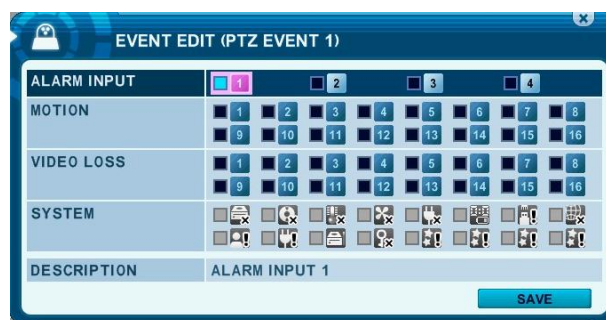 EVENT EDIT (PTZ EVENT 1)
ALARM INPUT 1 2 3 4
MOTION 1 2 3 4 5 6 7 8
9 10 11 12 13 14 15 16
VIDEO LOSS 1 2 3 4 5 6 7 8
9 10 11 12 13 14 15 16
SYSTEM
DESCRIPTION ALARM INPUT 1
SAVE